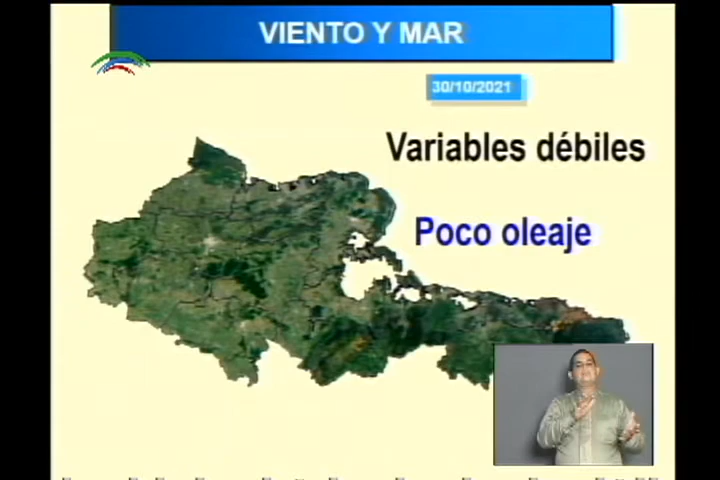 VIENTO Y MAR
30/10/2021
Variables débiles
Poco oleaje